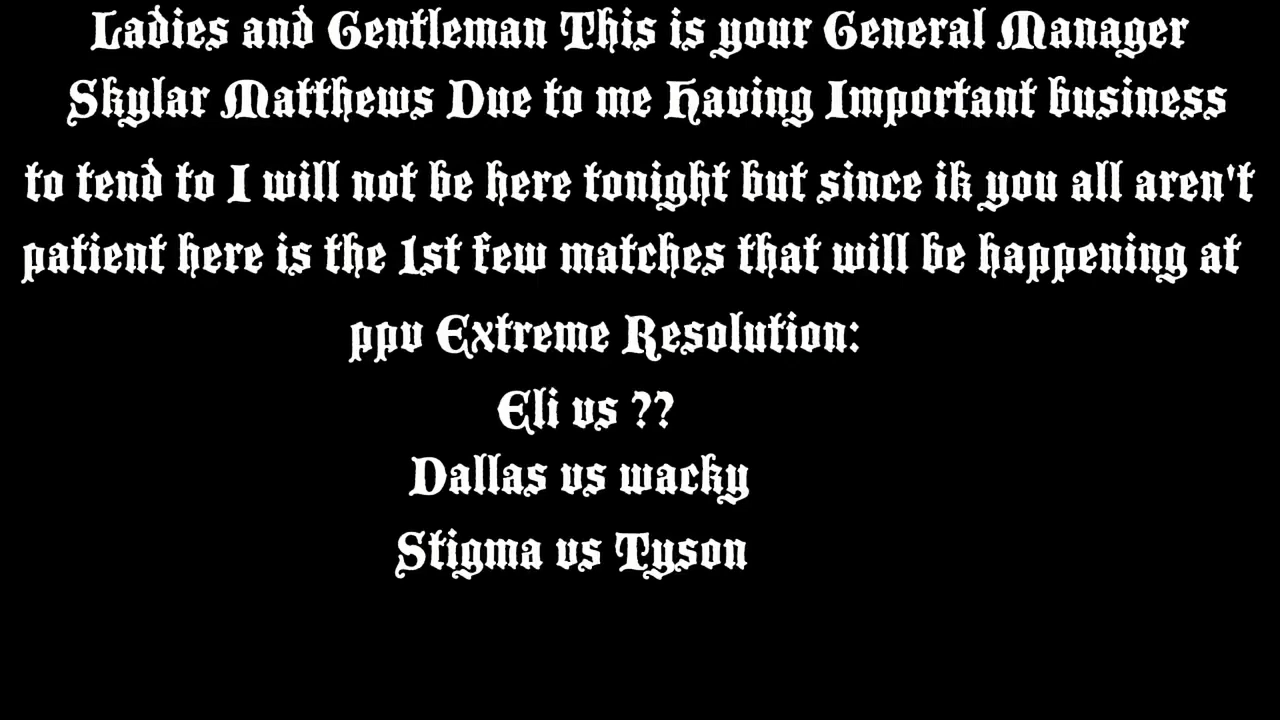 Ladies and Gentleman This is your General Manager
Skylar Matthews Due to me Having Important business
to tend to I will not be here tonight but since ik you all aren't
patient here is the 1st few matches that will be happening at
ppv Extreme Resolution:
Eli vs ??
Dallas vs wacky
Stigma vs Tyson